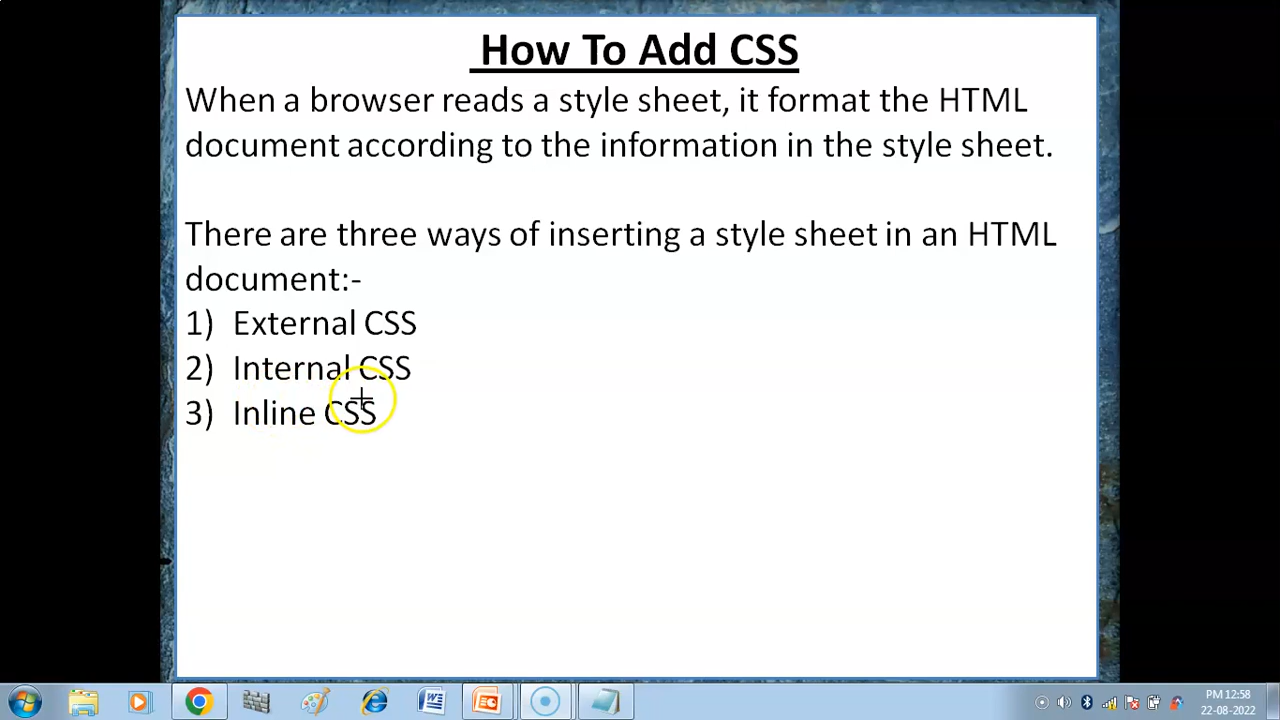 How To Add CSS
When a browser reads a style sheet, it format the HTML
document according to the information in the style sheet.
There are three ways of inserting a style sheet in an HTML
document:-
1) External CSS
2) Internal CSS
3) Inline CSS
PM 12:58
22-08-2022